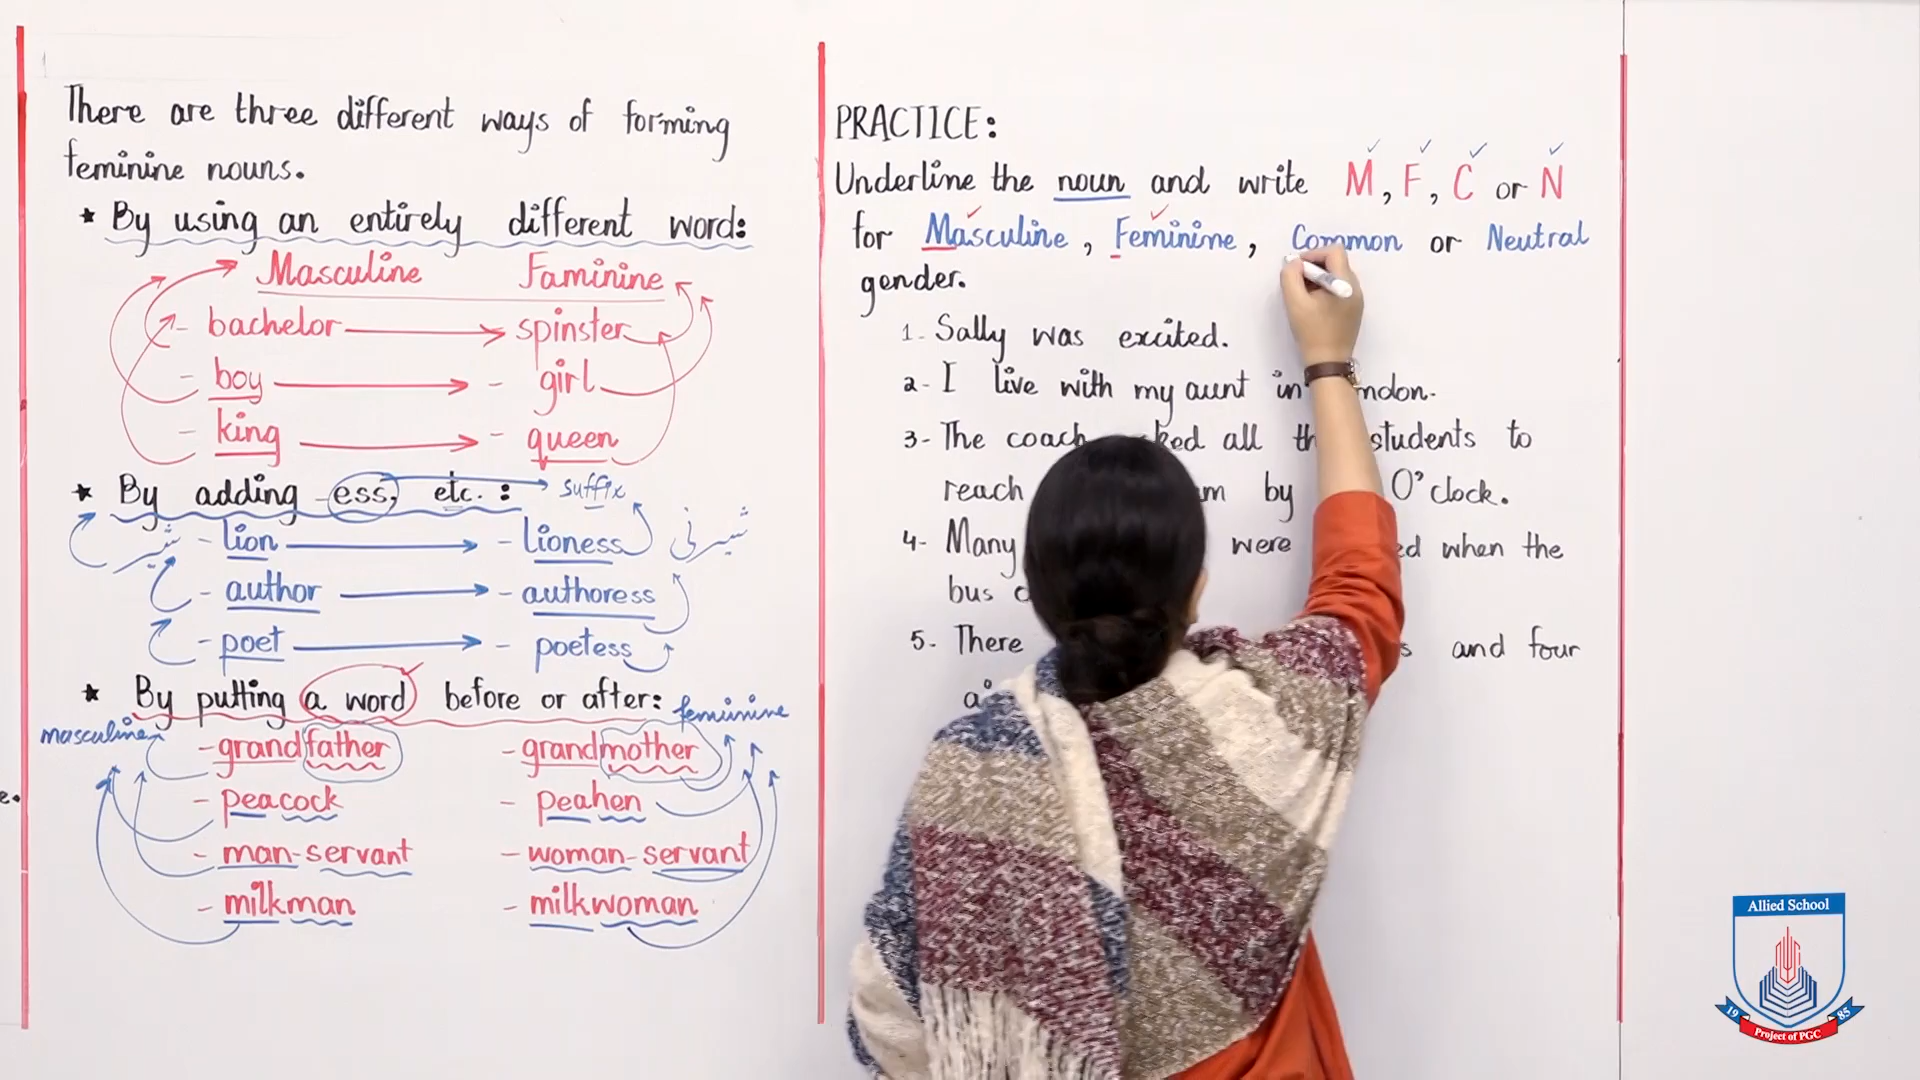 There are three different ways of forming
feminine nouns.
★ By using an entirely different word:
Masculine Faminine
- bachelor → spinster
- boy → - girl
- king → - queen
★ By adding -ess, etc. : → suffix
شیر - lion → - Lioness شیرنی
- author → - authoress
- poet → - poetess
★ By putting a word before or after:
masculine feminine
- grandfather - grandmother
- peacock - peahen
- man-servant - woman-servant
- milkman - milkwoman
e.
PRACTICE:
Underline the noun and write M, F, C or N
for Masculine, Feminine, Common or Neutral
gender.
1- Sally was excited.
2- I live with my aunt in
3- The coach all students to
reach by O'clock.
4- Many were when the
bus
5- There and four
Allied School
19 85
Project of PGC